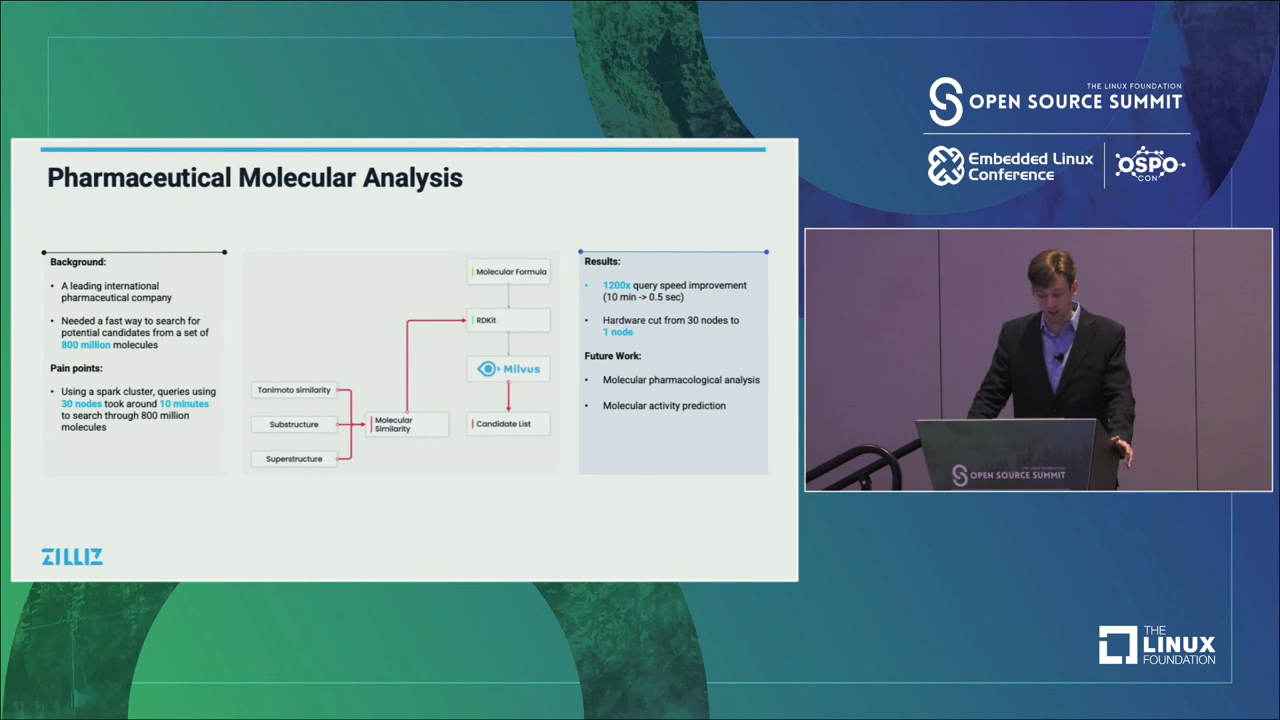 THE LINUX FOUNDATION
OPEN SOURCE SUMMIT
Embedded Linux
Conference
OSPO
CON
Pharmaceutical Molecular Analysis
Background:
• A leading international
pharmaceutical company
• Needed a fast way to search for
potential candidates from a set of
800 million molecules
Pain points:
• Using a spark cluster, queries using
30 nodes took around 10 minutes
to search through 800 million
molecules
Molecular Formula
RDKit
Milvus
Candidate List
Tanimoto similarity
Substructure
Superstructure
Molecular
Similarity
Results:
• 1200x query speed improvement
(10 min -> 0.5 sec)
• Hardware cut from 30 nodes to
1 node
Future Work:
• Molecular pharmacological analysis
• Molecular activity prediction
ZILLIZ
THE LINUX FOUNDATION
OPEN SOURCE SUMMIT
THE
LINUX
FOUNDATION